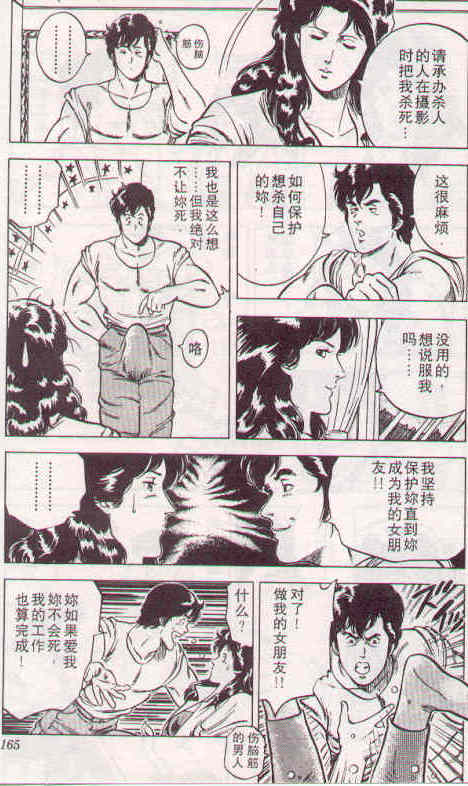 请承办杀人
的人在摄影
时把我杀死…
伤脑
筋
…………
这很麻烦．
如何保护
想杀自己
的妳！
我也是这么想
……但我绝对
不让妳死．
…………
咯
没用的，
想说服我
吗……
我坚持
保护妳直到妳
成为我的女朋
友!!
…………
对了！
做我的女朋友!!
什么？
妳如果爱我
妳不会死，
我的工作
也算完成！
伤脑筋
的男人
165